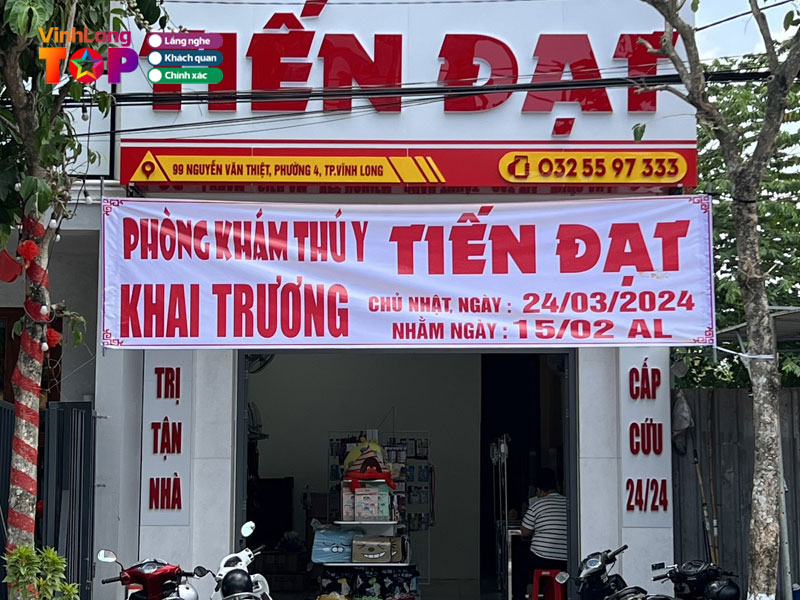 VinhLong
TOP
Lắng nghe
Khách quan
Chính xác
TIẾN ĐẠT
99 NGUYỄN VĂN THIỆT, PHƯỜNG 4, TP.VĨNH LONG
032 55 97 333
PHÒNG KHÁM THÚ Y TIẾN ĐẠT
KHAI TRƯƠNG
CHỦ NHẬT, NGÀY : 24/03/2024
NHẰM NGÀY : 15/02 AL
TRỊ
TẬN
NHÀ
CẤP
CỨU
24/24